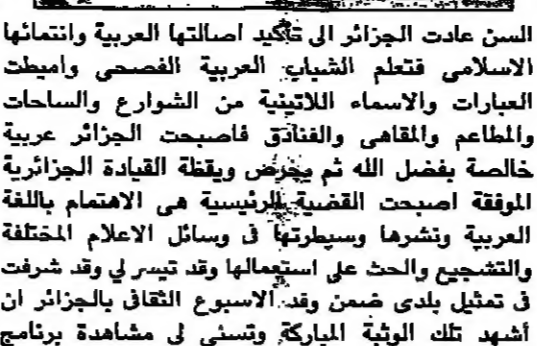 السن عادت الجزائر الى تأكيد اصالتها العربية وانتمائها
الاسلامى فتعلم الشباب العربية الفصحى واميطت
العبارات والاسماء اللاتينية من الشوارع والساحات
والمطاعم والمقاهى والفنادق فاصبحت الجزائر عربية
خالصة بفضل الله ثم بحرص ويقظة القيادة الجزائرية
الموفقة اصبحت القضية الرئيسية هى الاهتمام باللغة
العربية ونشرها وسيطرتها فى وسائل الاعلام المختلفة
والتشجيع والحث على استعمالها وقد تيسر لي وقد شرفت
فى تمثيل بلدى ضمن وفد الاسبوع الثقافى بالجزائر ان
أشهد تلك الوثبة المباركة وتسنى لى مشاهدة برنامج